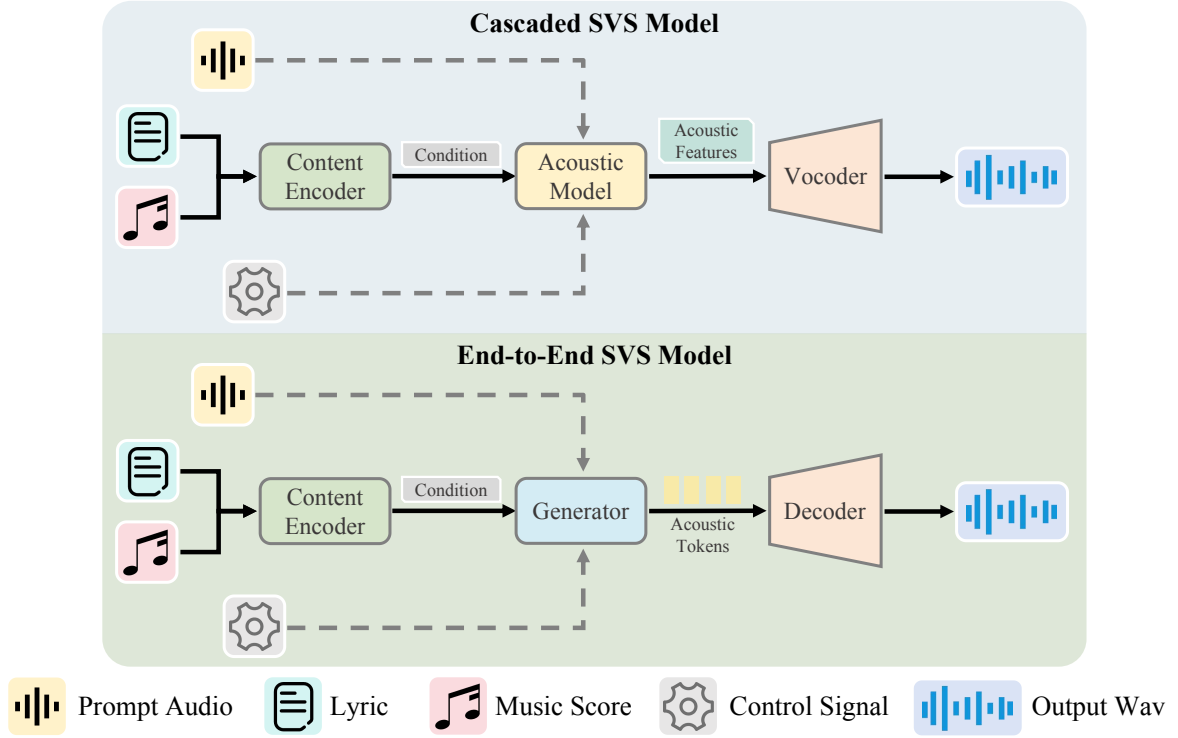 Cascaded SVS Model
Content
Encoder
Condition
Acoustic
Model
Acoustic
Features
Vocoder
End-to-End SVS Model
Content
Encoder
Condition
Generator
Acoustic
Tokens
Decoder
Prompt Audio
Lyric
Music Score
Control Signal
Output Wav